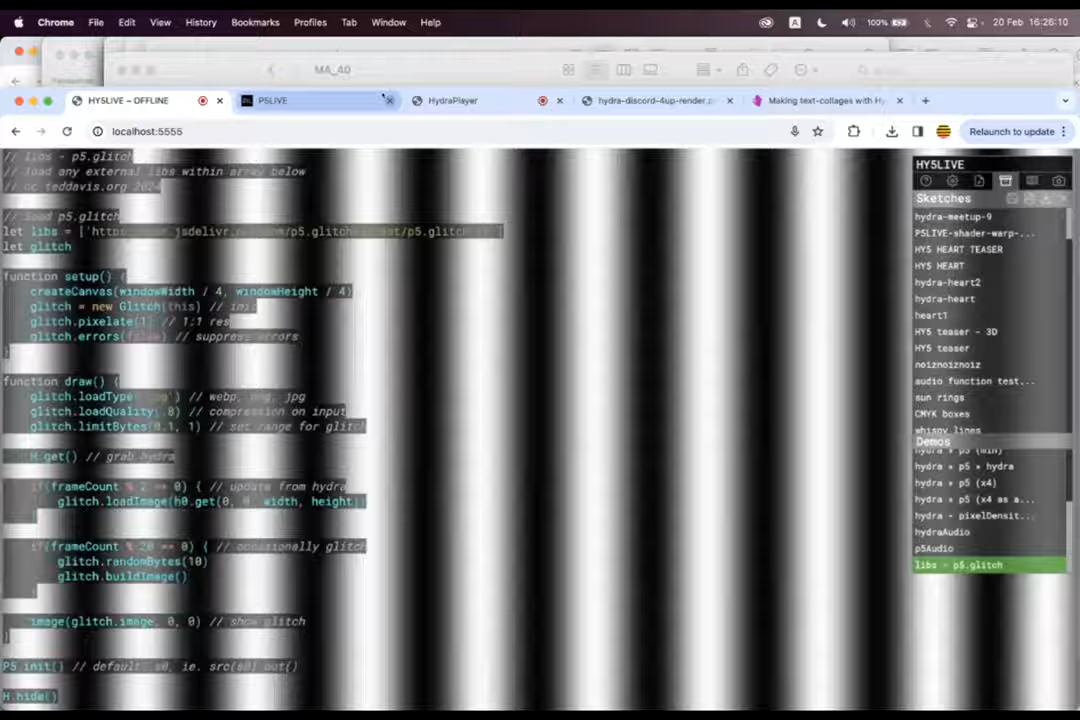 Chrome File Edit View History Bookmarks Profiles Tab Window Help A 100% 20 Feb 16:26:10
MA_40
HY5LIVE – OFFLINE P5LIVE HydraPlayer hydra-discord-4up-render.p Making text-collages with Hy
localhost:5555 Relaunch to update
// libs - p5.glitch
// load any external libs within array below
// cc teddavis.org 202
// load p5.glitch
let libs = ['http jsdelivr. /p5.glitch /p5.glitc
let glitch
function setup() {
createCanvas(windowWidth / 4, windowHeight / 4)
glitch = new Glitch(this) //
glitch.pixelate(1) // 1:1 res
glitch.errors(false) // suppress errors
}
function draw() {
glitch.loadType('jpg') // webp, png, jpg
glitch.loadQuality(.8) // compression on input
glitch.limitBytes(0.1, 1) // set range for glitch
H.get() // grab hydra
if(frameCount % 2 == 0) { // update from hydra
glitch.loadImage(h0.get(0, 0, width, height))
}
if(frameCount % 20 == 0) { // occasionally glitch
glitch.randomBytes(10)
glitch.buildImage()
}
image(glitch.image, 0, 0) // show glitch
}
P5.init() // default: s0, ie. src(s0).out()
H.hide()
HY5LIVE
Sketches
hydra-meetup-9
P5LIVE-shader-warp-...
HY5 HEART TEASER
HY5 HEART
hydra-heart2
hydra-heart
heart1
HY5 teaser - 3D
HY5 teaser
noiznoiznoiz
audio function test...
sun rings
CMYK boxes
whispy lines
Demos
hydra + p5 (min)
hydra + p5 > hydra
hydra + p5 (x4)
hydra + p5 (x4 as a...
hydra - pixelDensit...
hydraAudio
p5Audio
libs - p5.glitch